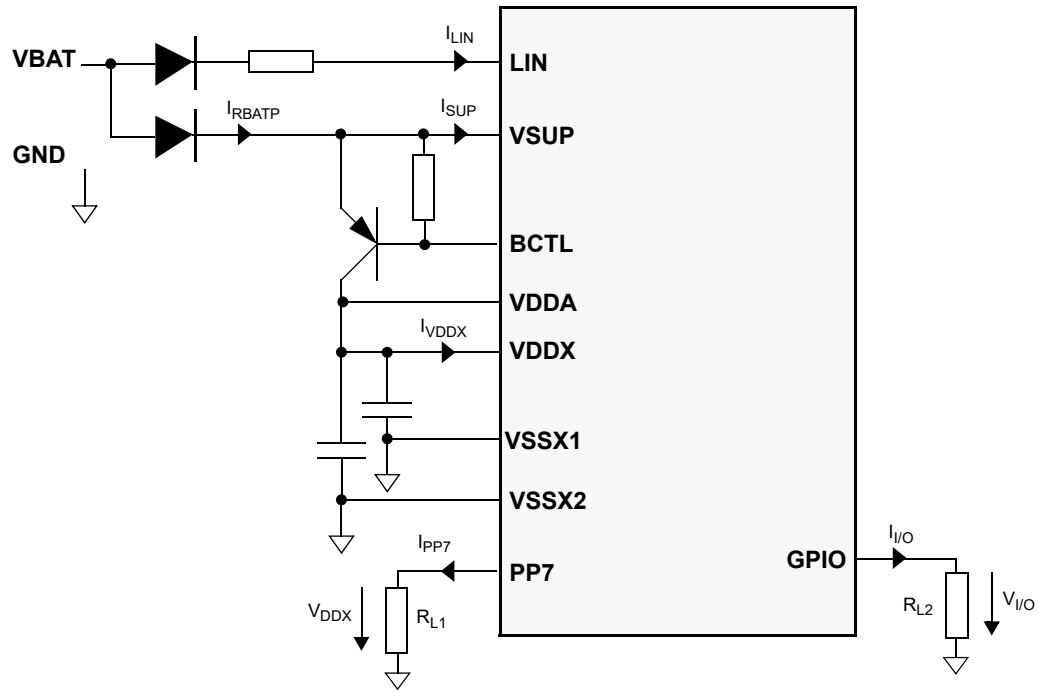 I_LIN
VBAT
LIN
I_RBATP
I_SUP
VSUP
GND
BCTL
VDDA
I_VDDX
VDDX
VSSX1
VSSX2
I_PP7
PP7
I_I/O
GPIO
V_DDX
R_L1
R_L2
V_I/O